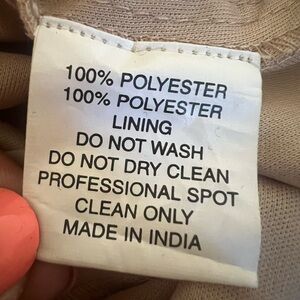 100% POLYESTER
100% POLYESTER
LINING
DO NOT WASH
DO NOT DRY CLEAN
PROFESSIONAL SPOT
CLEAN ONLY
MADE IN INDIA